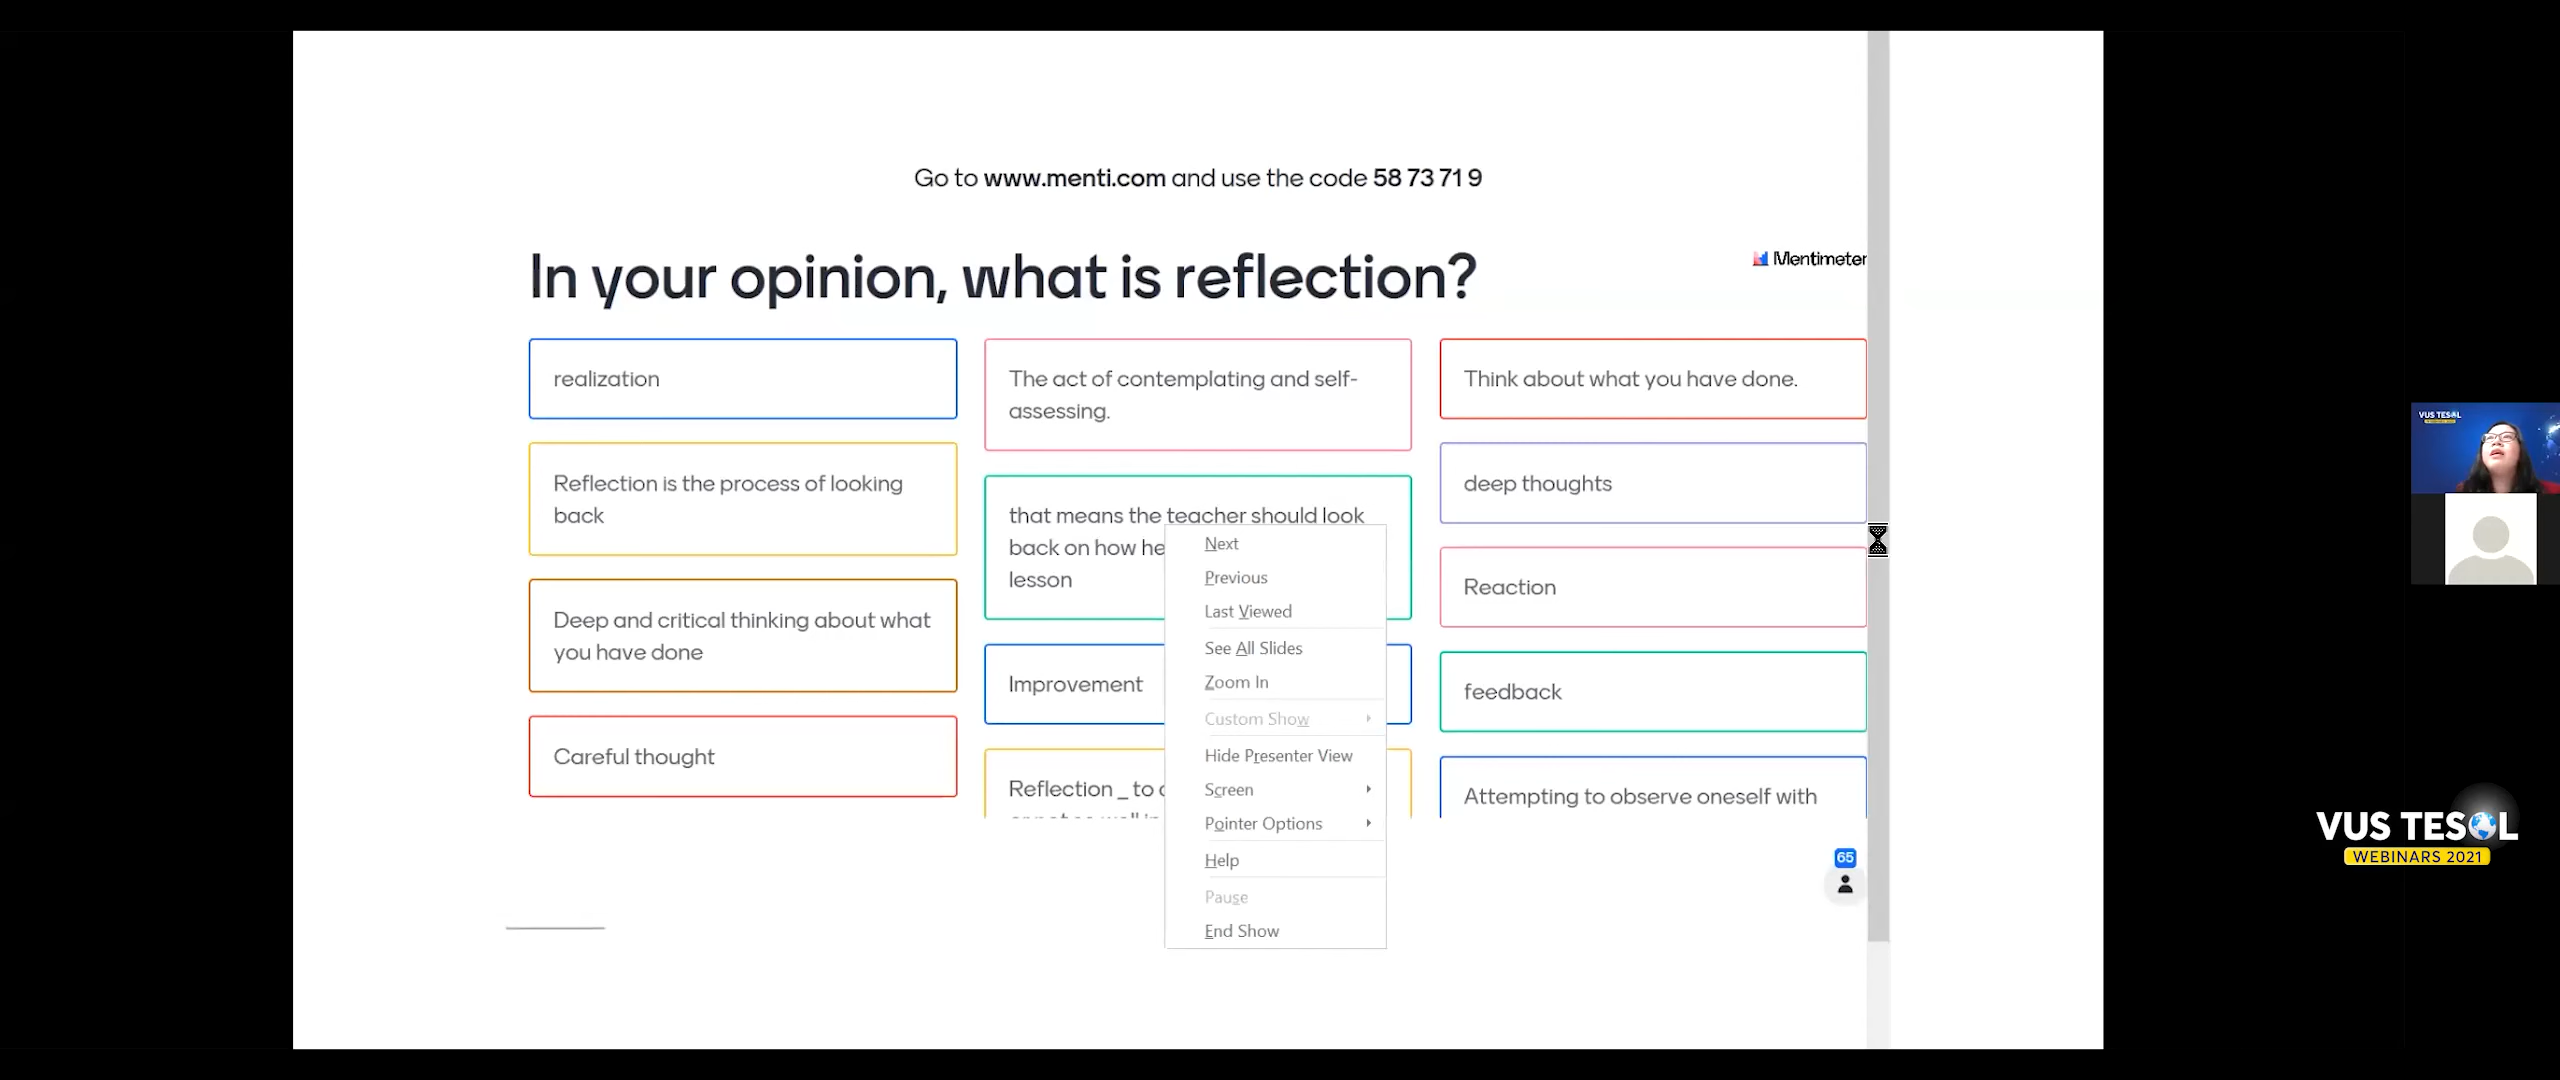 Go to www.menti.com and use the code 58 73 71 9
In your opinion, what is reflection?
Mentimeter
realization
Reflection is the process of looking
back
Deep and critical thinking about what
you have done
Careful thought
The act of contemplating and self-
assessing.
that means the teacher should look
back on how he
lesson
Improvement
Reflection _ to
Think about what you have done.
deep thoughts
Reaction
feedback
Attempting to observe oneself with
Next
Previous
Last Viewed
See All Slides
Zoom In
Custom Show
Hide Presenter View
Screen
Pointer Options
Help
Pause
End Show
65
VUS TESOL
VUS TESOL
WEBINARS 2021